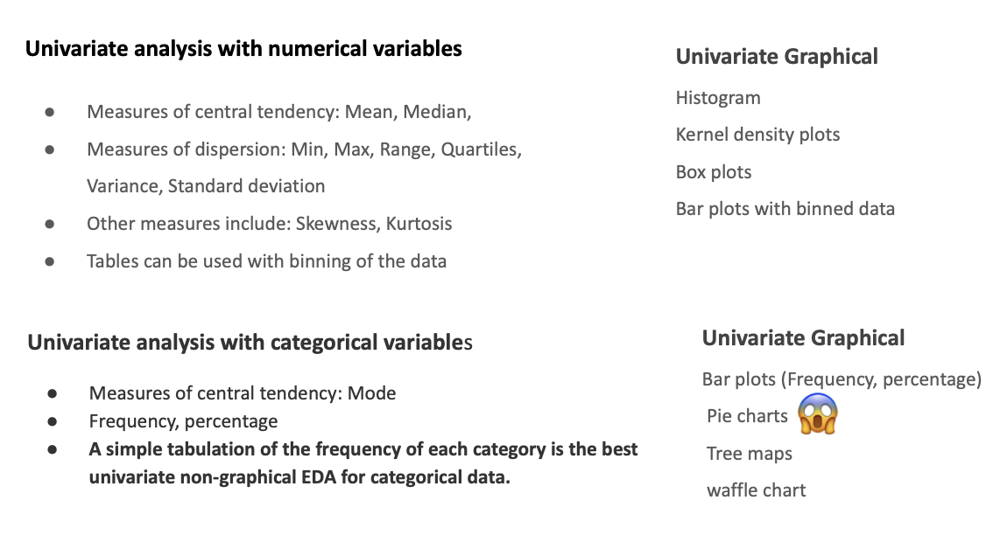 Univariate analysis with numerical variables
● Measures of central tendency: Mean, Median,
● Measures of dispersion: Min, Max, Range, Quartiles,
Variance, Standard deviation
● Other measures include: Skewness, Kurtosis
● Tables can be used with binning of the data
Univariate Graphical
Histogram
Kernel density plots
Box plots
Bar plots with binned data
Univariate analysis with categorical variables
● Measures of central tendency: Mode
● Frequency, percentage
● A simple tabulation of the frequency of each category is the best
univariate non-graphical EDA for categorical data.
Univariate Graphical
Bar plots (Frequency, percentage)
Pie charts 😱
Tree maps
waffle chart